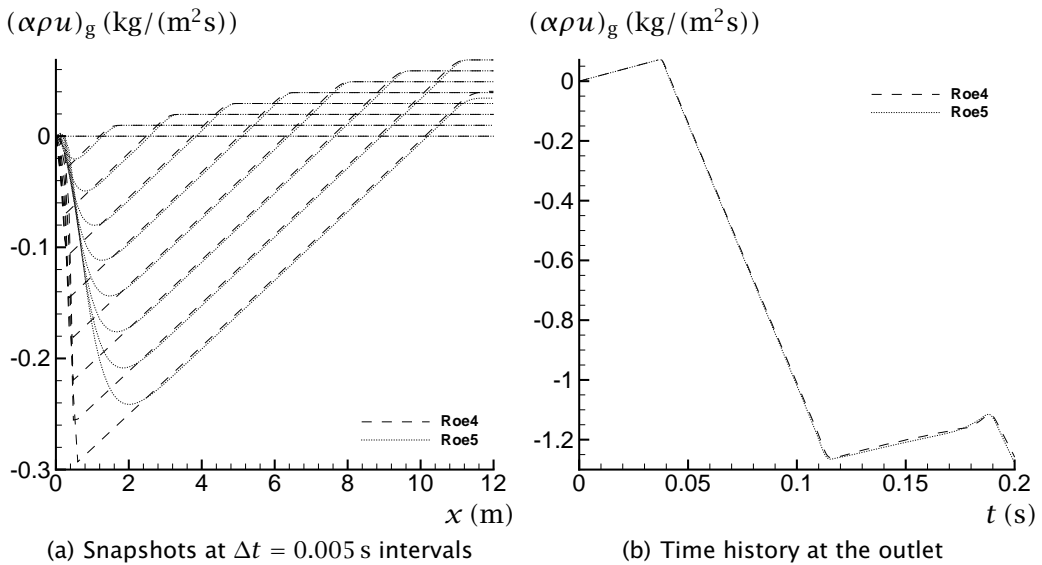 (αρu)g (kg/(m²s))
0
-0.1
-0.2
-0.3
0 2 4 6 8 10 12
Roe4
Roe5
x (m)
(a) Snapshots at Δt = 0.005 s intervals
(αρu)g (kg/(m²s))
0
-0.2
-0.4
-0.6
-0.8
-1
-1.2
0 0.05 0.1 0.15 0.2
Roe4
Roe5
t (s)
(b) Time history at the outlet